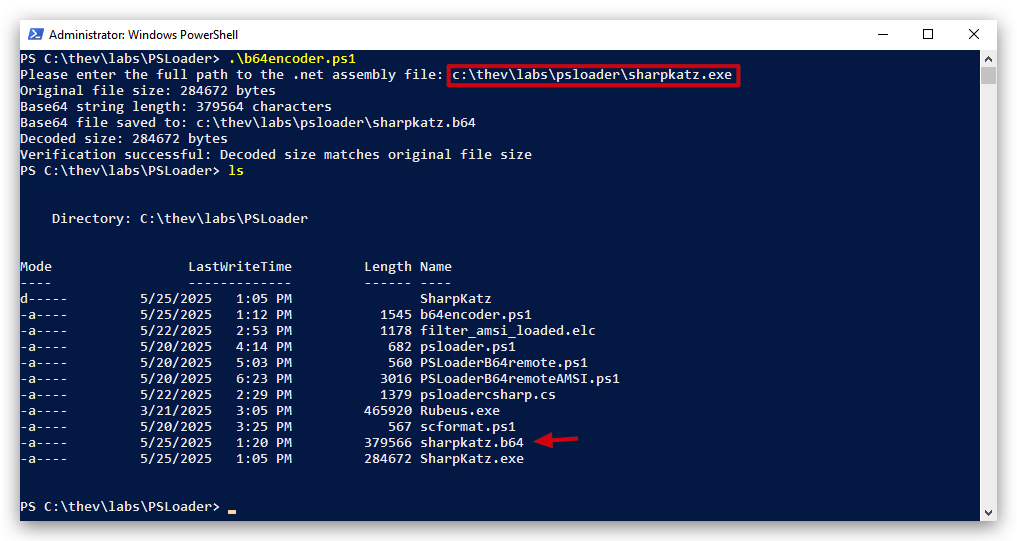 Administrator: Windows PowerShell
PS C:\thev\labs\PSLoader> .\b64encoder.ps1
Please enter the full path to the .net assembly file: c:\thev\labs\psloader\sharpkatz.exe
Original file size: 284672 bytes
Base64 string length: 379564 characters
Base64 file saved to: c:\thev\labs\psloader\sharpkatz.b64
Decoded size: 284672 bytes
Verification successful: Decoded size matches original file size
PS C:\thev\labs\PSLoader> ls
Directory: C:\thev\labs\PSLoader
Mode LastWriteTime Length Name
---- ------------- ------ ----
d----- 5/25/2025 1:05 PM SharpKatz
-a---- 5/25/2025 1:12 PM 1545 b64encoder.ps1
-a---- 5/22/2025 2:53 PM 1178 filter_amsi_loaded.elc
-a---- 5/20/2025 4:14 PM 682 psloader.ps1
-a---- 5/20/2025 5:03 PM 560 PSLoaderB64remote.ps1
-a---- 5/20/2025 6:23 PM 3016 PSLoaderB64remoteAMSI.ps1
-a---- 5/22/2025 2:29 PM 1379 psloadercsharp.cs
-a---- 3/21/2025 3:05 PM 465920 Rubeus.exe
-a---- 5/20/2025 3:25 PM 567 scformat.ps1
-a---- 5/25/2025 1:20 PM 379566 sharpkatz.b64
-a---- 5/25/2025 1:05 PM 284672 SharpKatz.exe
PS C:\thev\labs\PSLoader> _